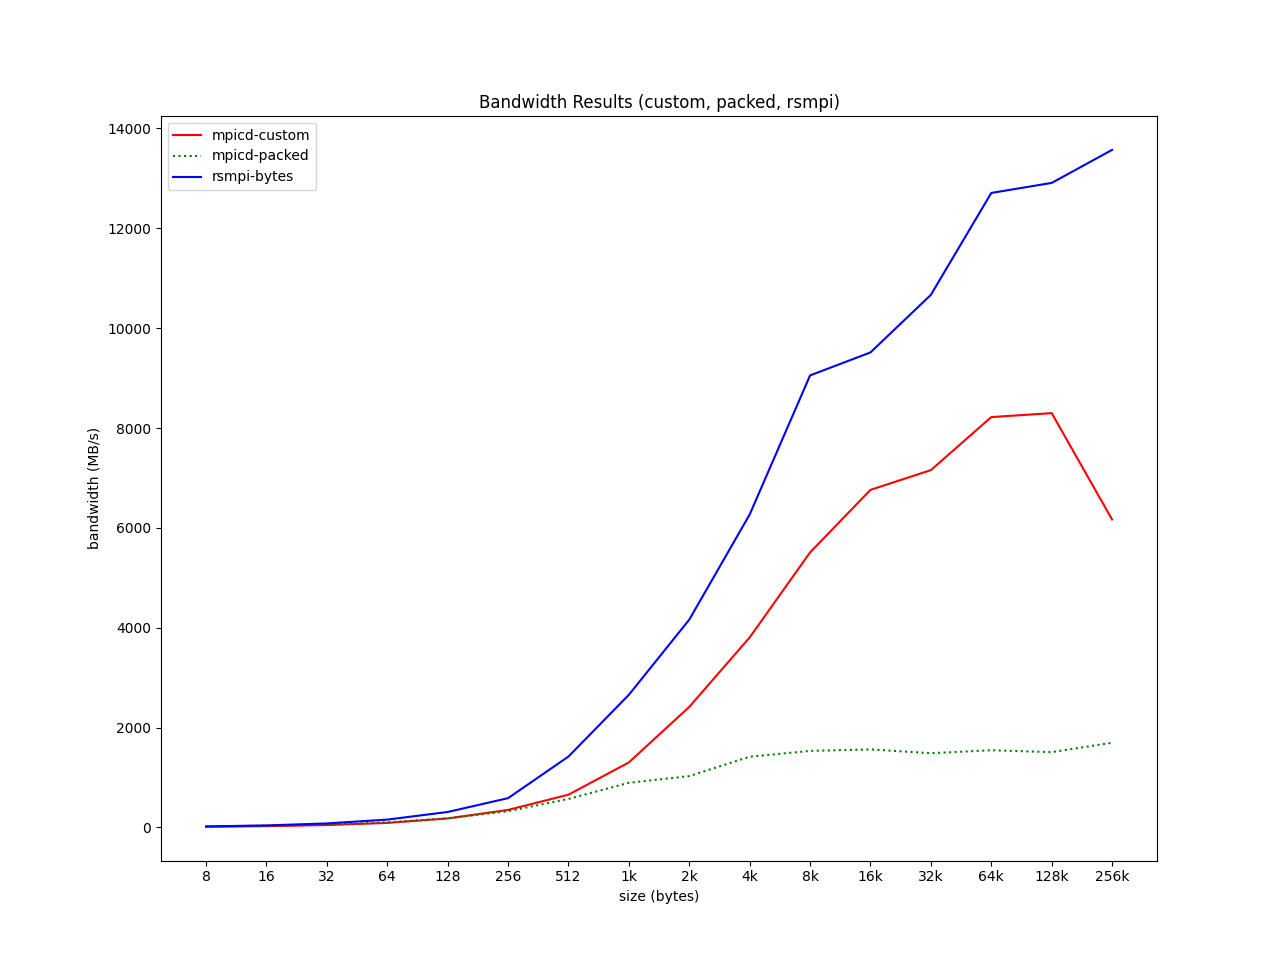 Bandwidth Results (custom, packed, rsmpi)
mpicd-custom
mpicd-packed
rsmpi-bytes
14000
12000
10000
8000
6000
4000
2000
0
bandwidth (MB/s)
8 16 32 64 128 256 512 1k 2k 4k 8k 16k 32k 64k 128k 256k
size (bytes)